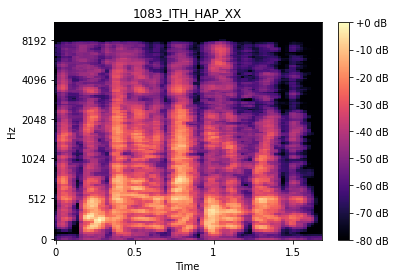 1083_ITH_HAP_XX
8192
4096
2048
1024
512
0
Hz
0
0.5
1
1.5
Time
+0 dB
-10 dB
-20 dB
-30 dB
-40 dB
-50 dB
-60 dB
-70 dB
-80 dB